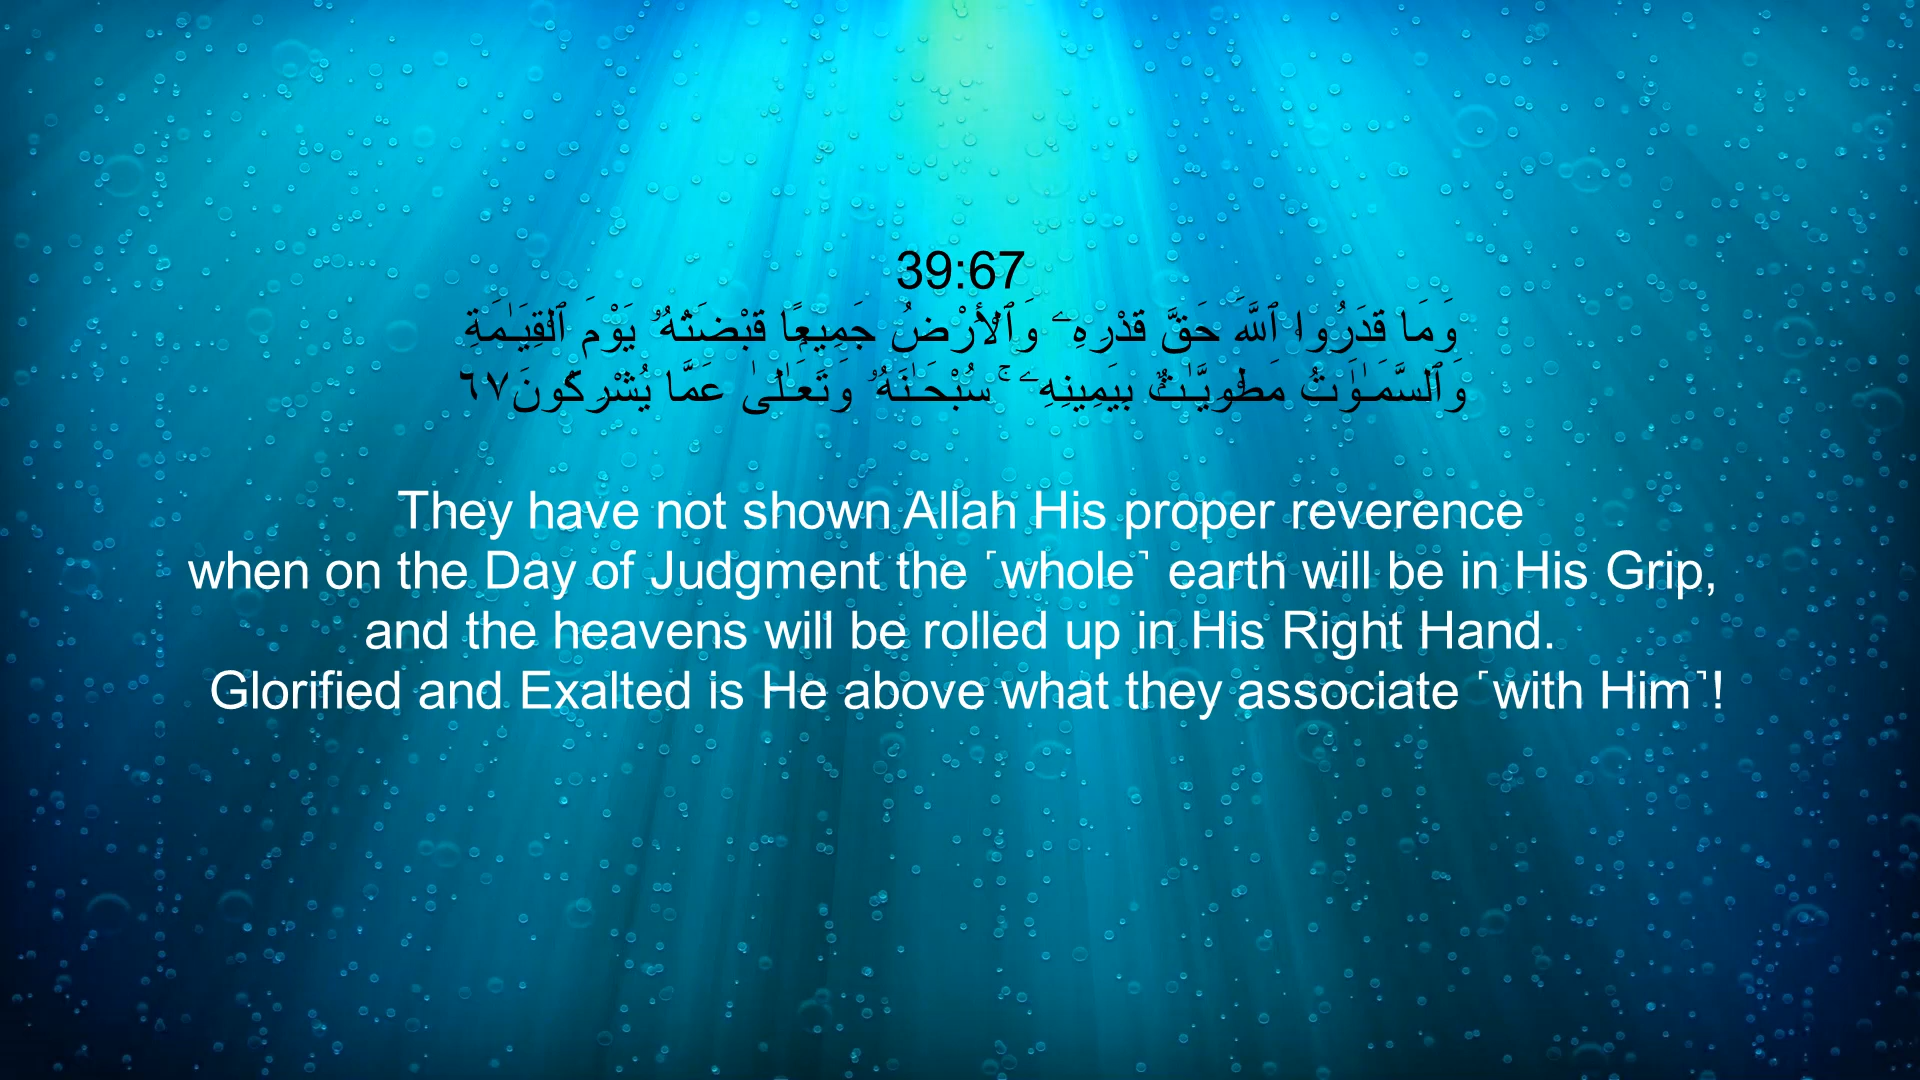 39:67
وَمَا قَدَرُوا۟ ٱللَّهَ حَقَّ قَدْرِهِۦ وَٱلْأَرْضُ جَمِيعًۭا قَبْضَتُهُۥ يَوْمَ ٱلْقِيَـٰمَةِ
وَٱلسَّمَـٰوَٰتُ مَطْوِيَّـٰتٌۢ بِيَمِينِهِۦ ۚ سُبْحَـٰنَهُۥ وَتَعَـٰلَىٰ عَمَّا يُشْرِكُونَ٦٧
They have not shown Allah His proper reverence
when on the Day of Judgment the ˹whole˺ earth will be in His Grip,
and the heavens will be rolled up in His Right Hand.
Glorified and Exalted is He above what they associate ˹with Him˺!